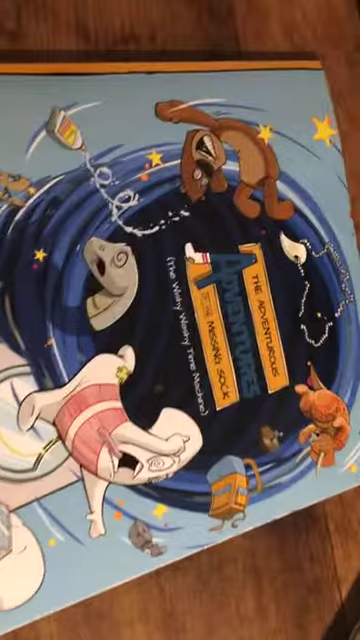 THE ADVENTUROUS
ADVENTURES
OF THE MISSING SOCK
(The Wishy Washy Time Machine)